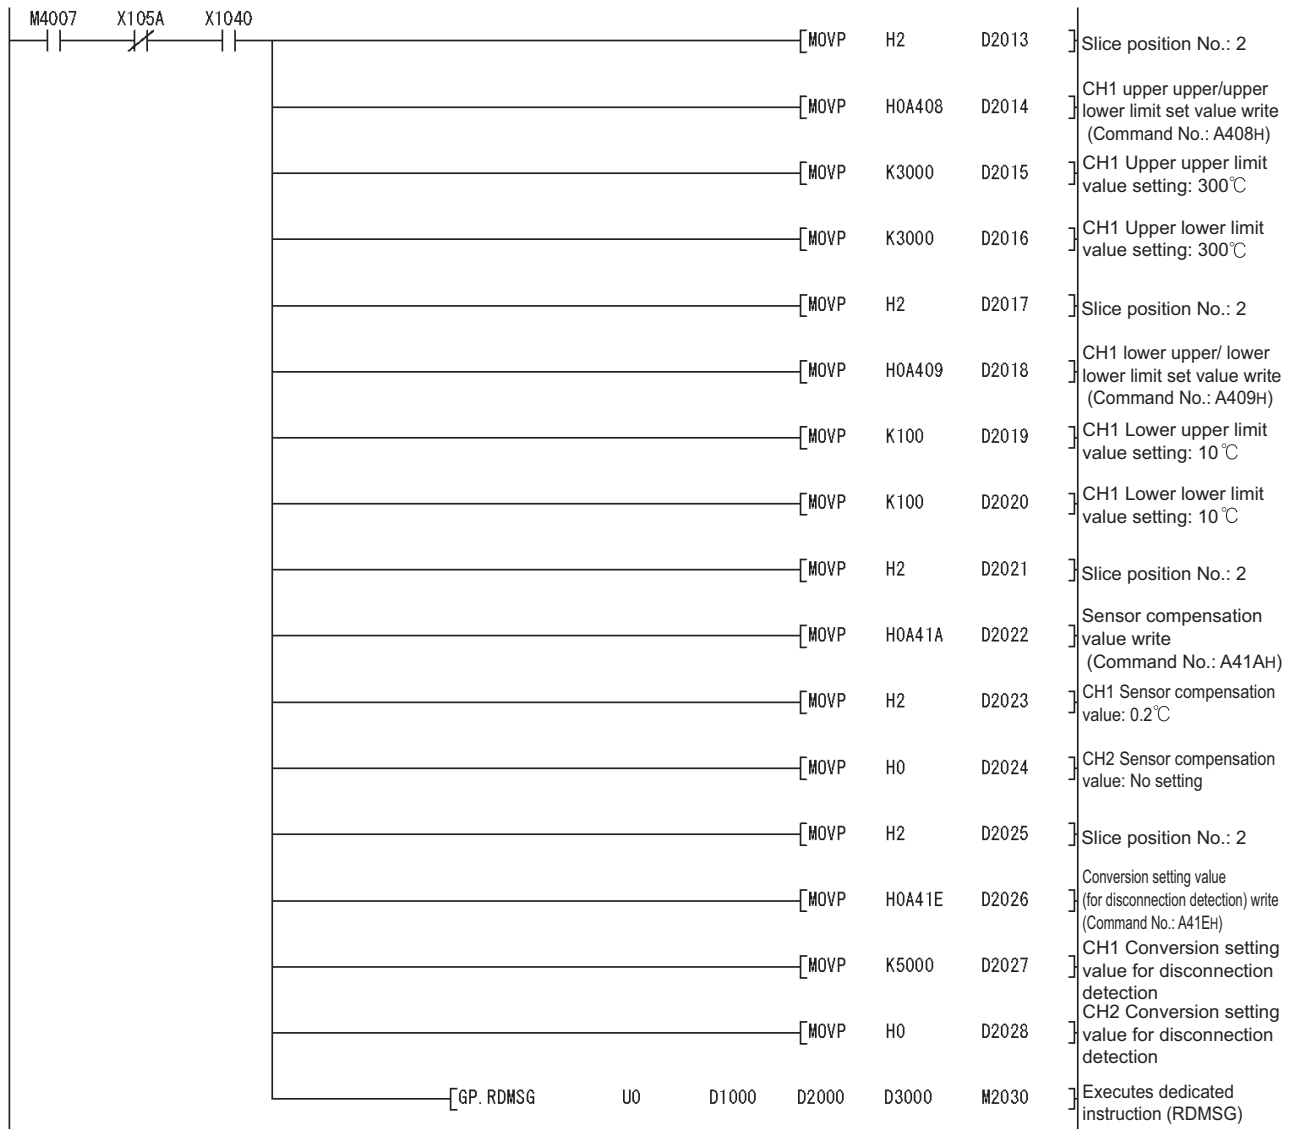 M4007 X105A X1040
MOVP H2 D2013 Slice position No.: 2
MOVP H0A408 D2014 CH1 upper upper/upper
lower limit set value write
(Command No.: A408H)
MOVP K3000 D2015 CH1 Upper upper limit
value setting: 300℃
MOVP K3000 D2016 CH1 Upper lower limit
value setting: 300℃
MOVP H2 D2017 Slice position No.: 2
MOVP H0A409 D2018 CH1 lower upper/ lower
lower limit set value write
(Command No.: A409H)
MOVP K100 D2019 CH1 Lower upper limit
value setting: 10℃
MOVP K100 D2020 CH1 Lower lower limit
value setting: 10℃
MOVP H2 D2021 Slice position No.: 2
MOVP H0A41A D2022 Sensor compensation
value write
(Command No.: A41AH)
MOVP H2 D2023 CH1 Sensor compensation
value: 0.2℃
MOVP H0 D2024 CH2 Sensor compensation
value: No setting
MOVP H2 D2025 Slice position No.: 2
MOVP H0A41E D2026 Conversion setting value
(for disconnection detection) write
(Command No.: A41EH)
MOVP K5000 D2027 CH1 Conversion setting
value for disconnection
detection
MOVP H0 D2028 CH2 Conversion setting
value for disconnection
detection
GP.RDMSG U0 D1000 D2000 D3000 M2030 Executes dedicated
instruction (RDMSG)